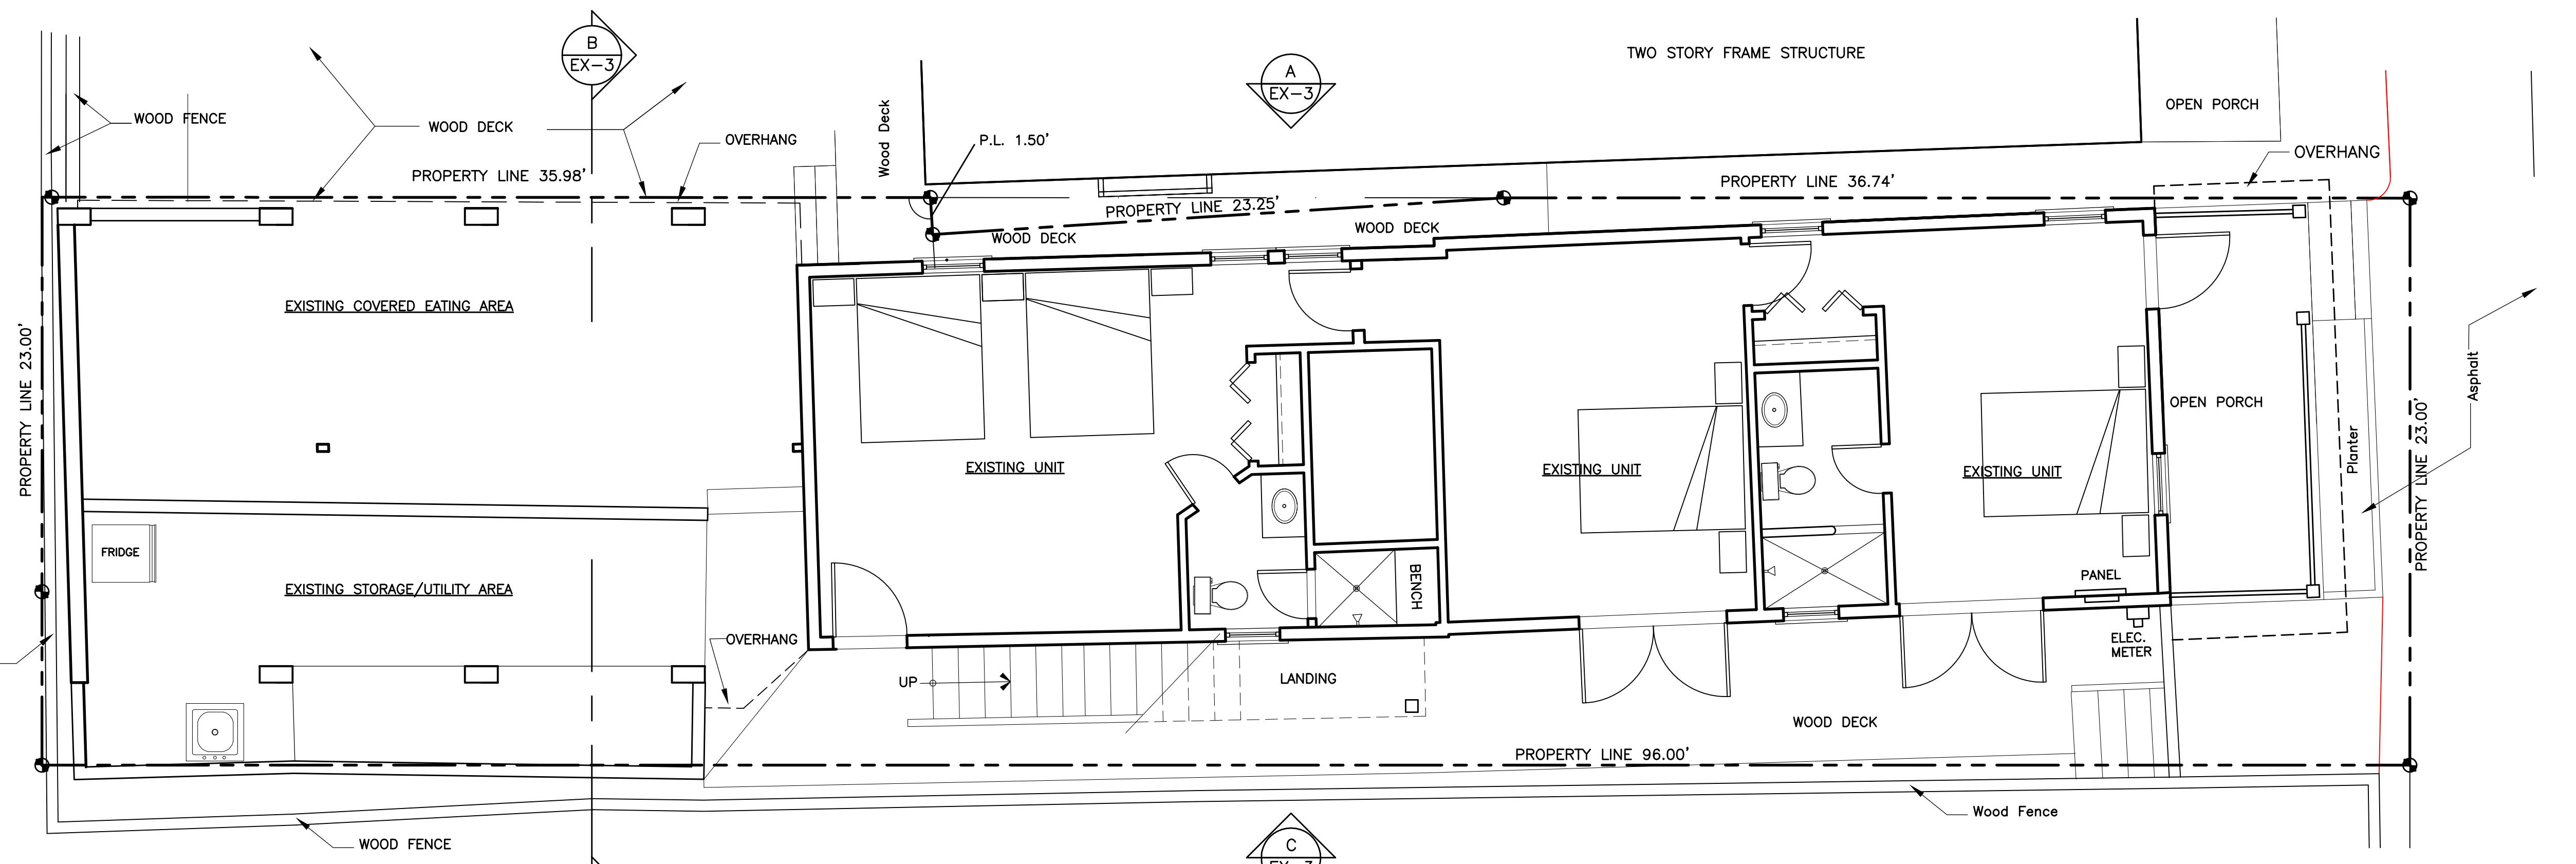 B
EX-3
A
EX-3
TWO STORY FRAME STRUCTURE
OPEN PORCH
WOOD FENCE
WOOD DECK
OVERHANG
Wood Deck
P.L. 1.50'
OVERHANG
PROPERTY LINE 35.98'
PROPERTY LINE 23.25'
PROPERTY LINE 36.74'
WOOD DECK
WOOD DECK
EXISTING COVERED EATING AREA
PROPERTY LINE 23.00'
EXISTING UNIT
EXISTING UNIT
EXISTING UNIT
OPEN PORCH
Planter
Asphalt
PROPERTY LINE 23.00'
FRIDGE
EXISTING STORAGE/UTILITY AREA
BENCH
PANEL
OVERHANG
ELEC.
METER
UP
LANDING
WOOD DECK
PROPERTY LINE 96.00'
Wood Fence
WOOD FENCE
C
EX-3